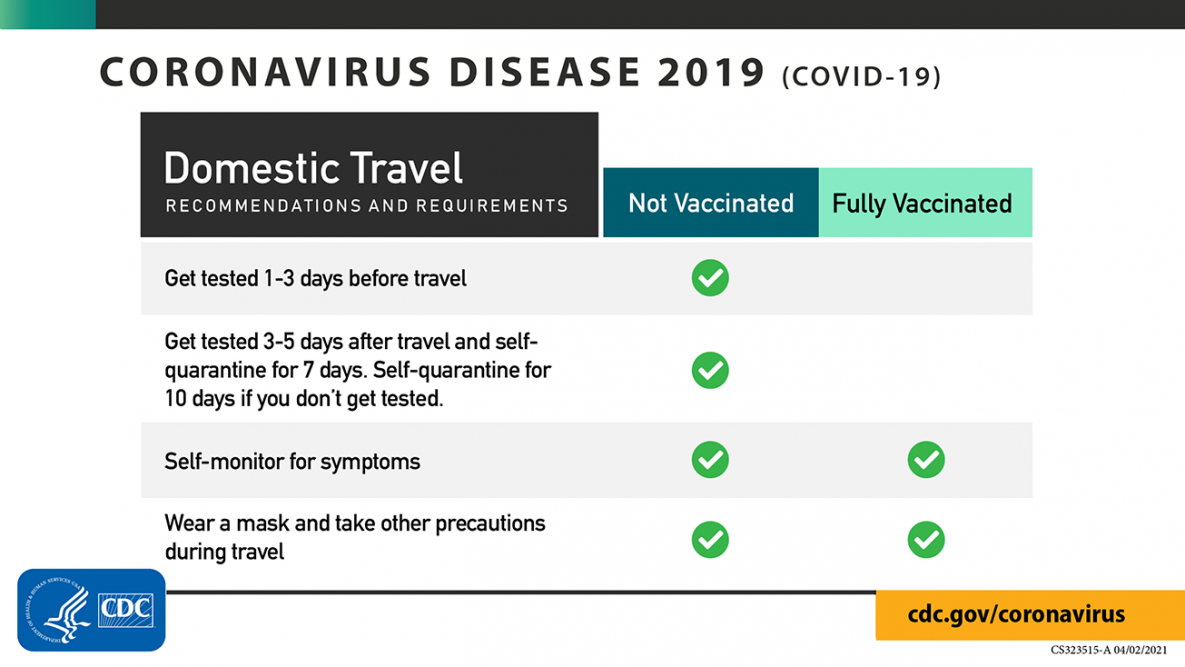 CORONAVIRUS DISEASE 2019 (COVID-19)
Domestic Travel
RECOMMENDATIONS AND REQUIREMENTS
Not Vaccinated
Fully Vaccinated
Get tested 1-3 days before travel
Get tested 3-5 days after travel and self-
quarantine for 7 days. Self-quarantine for
10 days if you don't get tested.
Self-monitor for symptoms
Wear a mask and take other precautions
during travel
DEPARTMENT OF HEALTH & HUMAN SERVICES·USA
CDC
cdc.gov/coronavirus
CS323515-A 04/02/2021